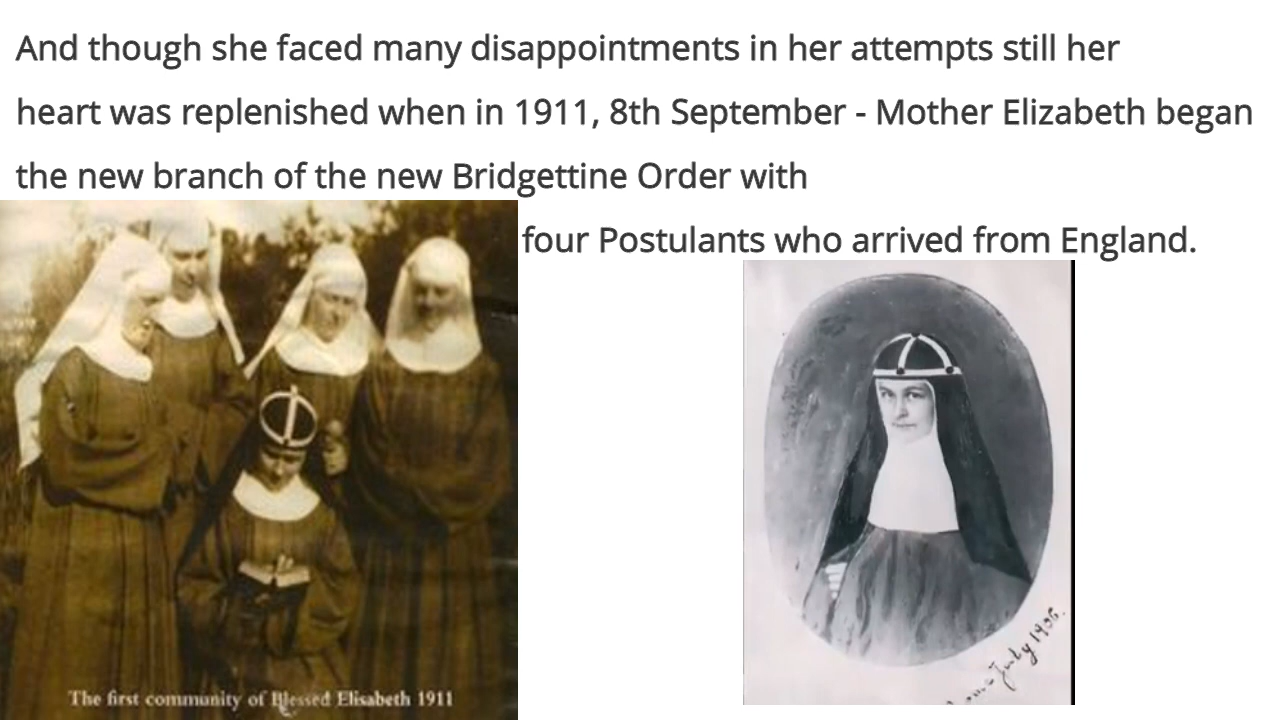 And though she faced many disappointments in her attempts still her
heart was replenished when in 1911, 8th September - Mother Elizabeth began
the new branch of the new Bridgettine Order with
four Postulants who arrived from England.
The first community of Blessed Elisabeth 1911
July 1906.